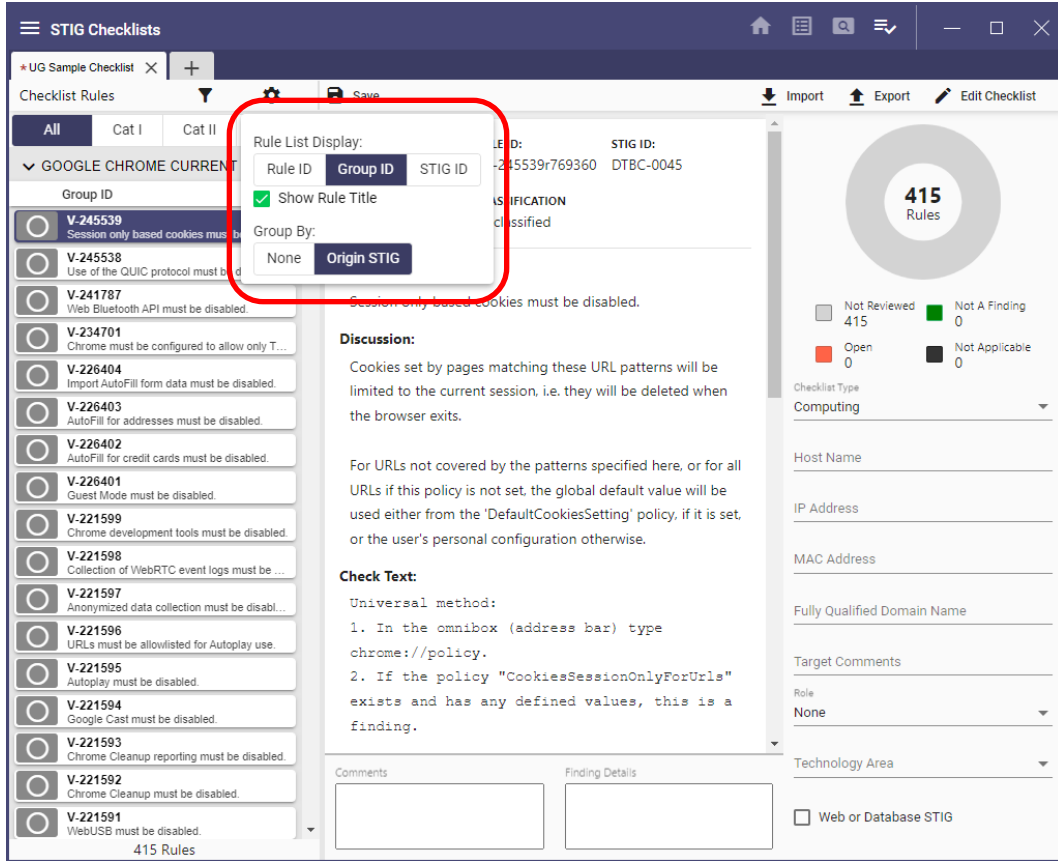 STIG Checklists
* UG Sample Checklist
Checklist Rules
Save
Import
Export
Edit Checklist
All
Cat I
Cat II
GOOGLE CHROME CURRENT
Group ID
V-245539
Session only based cookies must b
V-245538
Use of the QUIC protocol must be d
V-241787
Web Bluetooth API must be disabled.
V-234701
Chrome must be configured to allow only T...
V-226404
Import AutoFill form data must be disabled.
V-226403
AutoFill for addresses must be disabled.
V-226402
AutoFill for credit cards must be disabled.
V-226401
Guest Mode must be disabled.
V-221599
Chrome development tools must be disabled.
V-221598
Collection of WebRTC event logs must be ...
V-221597
Anonymized data collection must be disabl...
V-221596
URLs must be allowlisted for Autoplay use.
V-221595
Autoplay must be disabled.
V-221594
Google Cast must be disabled.
V-221593
Chrome Cleanup reporting must be disabled.
V-221592
Chrome Cleanup must be disabled.
V-221591
WebUSB must be disabled.
415 Rules
Rule List Display:
Rule ID
Group ID
STIG ID
Show Rule Title
Group By:
None
Origin STIG
LE ID:
STIG ID:
-245539r769360
DTBC-0045
ASSIFICATION
classified
Session only based cookies must be disabled.
Discussion:
Cookies set by pages matching these URL patterns will be
limited to the current session, i.e. they will be deleted when
the browser exits.
For URLs not covered by the patterns specified here, or for all
URLs if this policy is not set, the global default value will be
used either from the 'DefaultCookiesSetting' policy, if it is set,
or the user's personal configuration otherwise.
Check Text:
Universal method:
1. In the omnibox (address bar) type
chrome://policy.
2. If the policy "CookiesSessionOnlyForUrls"
exists and has any defined values, this is a
finding.
Comments
Finding Details
415
Rules
Not Reviewed
415
Not A Finding
0
Open
0
Not Applicable
0
Checklist Type
Computing
Host Name
IP Address
MAC Address
Fully Qualified Domain Name
Target Comments
Role
None
Technology Area
Web or Database STIG